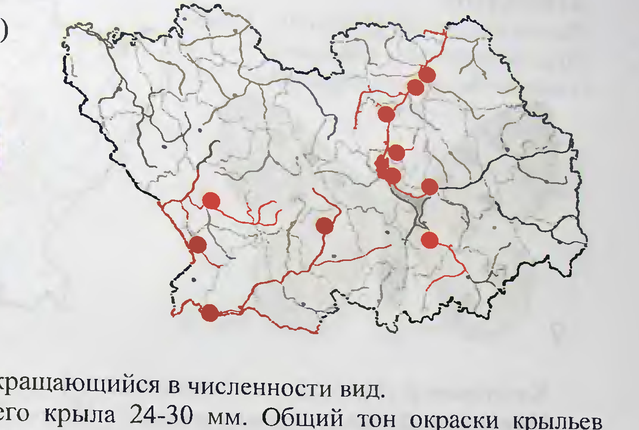 )
кращающийся в численности вид.
его крыла 24-30 мм. Общий тон окраски крыльев